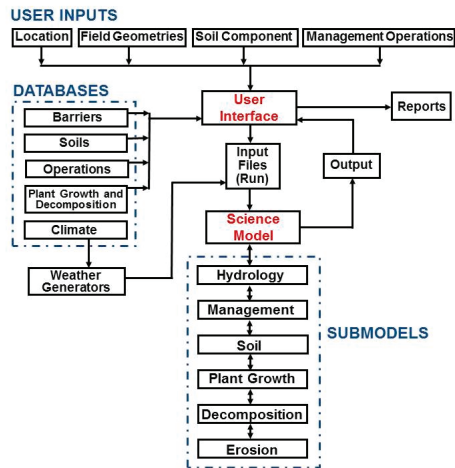 USER INPUTS
Location
Field Geometries
Soil Component
Management Operations
DATABASES
Barriers
Soils
Operations
Plant Growth and
Decomposition
Climate
Weather
Generators
User
Interface
Reports
Input
Files
(Run)
Output
Science
Model
SUBMODELS
Hydrology
Management
Soil
Plant Growth
Decomposition
Erosion